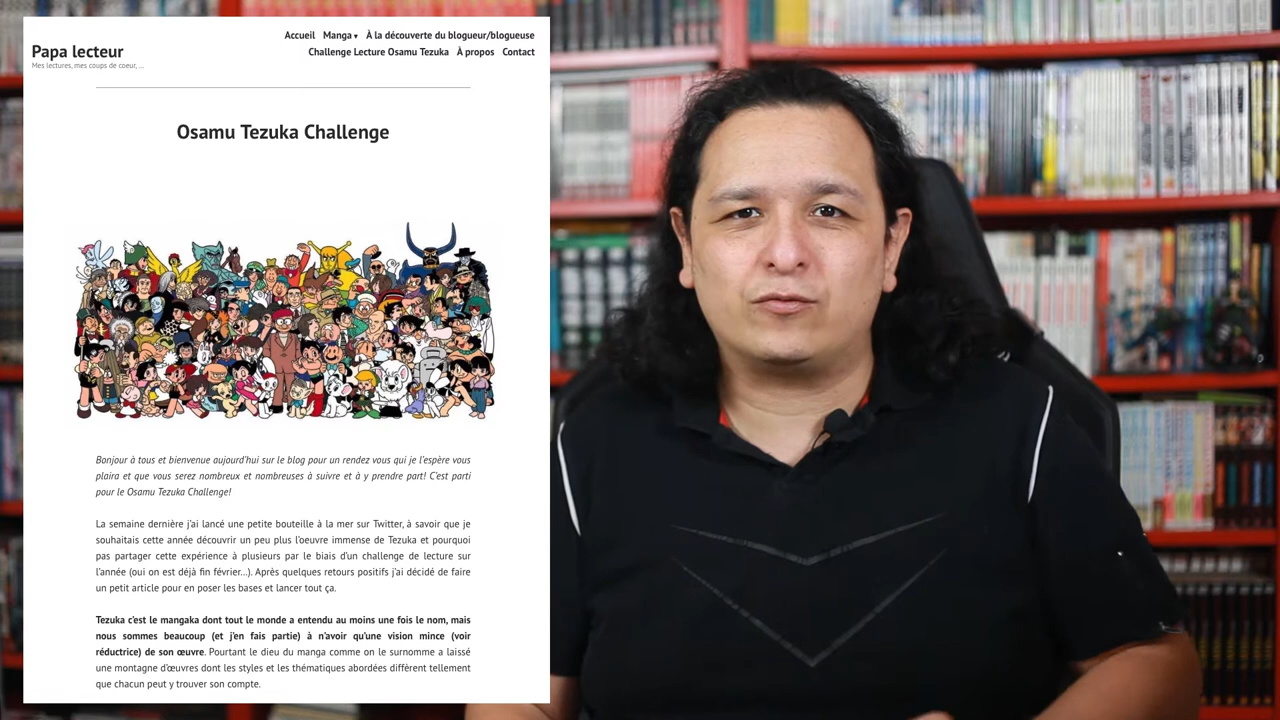 Accueil Manga ▾ À la découverte du blogueur/blogueuse
Papa lecteur
Challenge Lecture Osamu Tezuka À propos Contact
Mes lectures, mes coups de coeur, ...
Osamu Tezuka Challenge
Bonjour à tous et bienvenue aujourd'hui sur le blog pour un rendez vous qui je l'espère vous
plaira et que vous serez nombreux et nombreuses à suivre et à y prendre part! C'est parti
pour le Osamu Tezuka Challenge!
La semaine dernière j'ai lancé une petite bouteille à la mer sur Twitter, à savoir que je
souhaitais cette année découvrir un peu plus l'oeuvre immense de Tezuka et pourquoi
pas partager cette expérience à plusieurs par le biais d'un challenge de lecture sur
l'année (oui on est déjà fin février...). Après quelques retours positifs j'ai décidé de faire
un petit article pour en poser les bases et lancer tout ça.
Tezuka c'est le mangaka dont tout le monde a entendu au moins une fois le nom, mais
nous sommes beaucoup (et j'en fais partie) à n'avoir qu'une vision mince (voir
réductrice) de son œuvre. Pourtant le dieu du manga comme on le surnomme a laissé
une montagne d'œuvres dont les styles et les thématiques abordées diffèrent tellement
que chacun peut y trouver son compte.